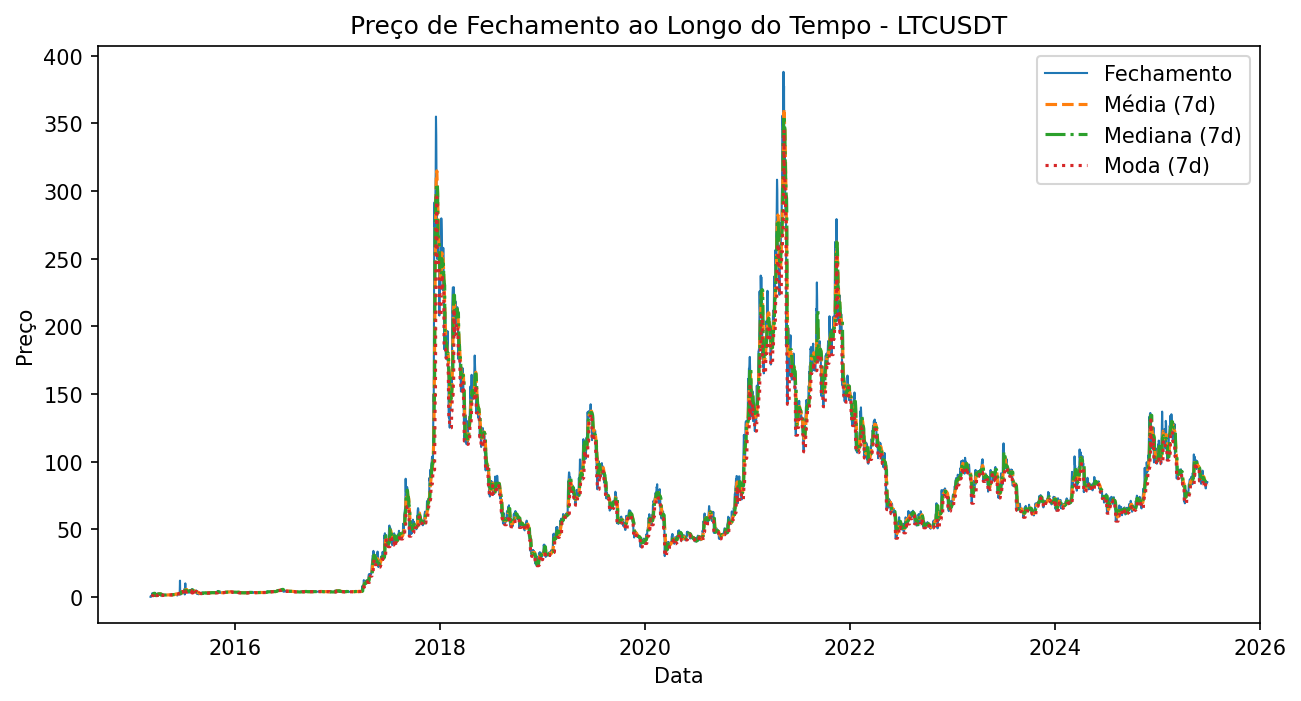 Preço de Fechamento ao Longo do Tempo - LTCUSDT
400
350
300
250
200
150
100
50
0
Preço
Fechamento
Média (7d)
Mediana (7d)
Moda (7d)
2016
2018
2020
2022
2024
2026
Data